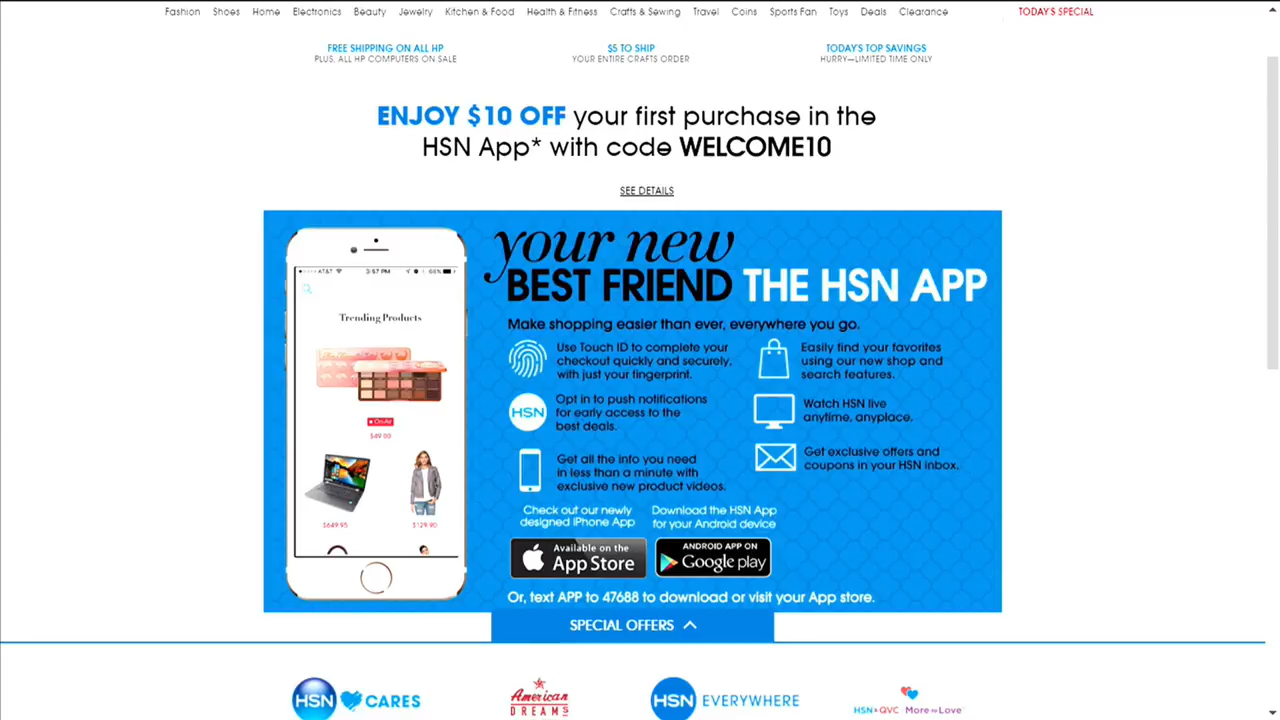 Fashion Shoes Home Electronics Beauty Jewelry Kitchen & Food Health & Fitness Crafts & Sewing Travel Coins Sports Fan Toys Deals Clearance TODAY'S SPECIAL
FREE SHIPPING ON ALL HP
PLUS, ALL HP COMPUTERS ON SALE
$5 TO SHIP
YOUR ENTIRE CRAFTS ORDER
TODAY'S TOP SAVINGS
HURRY—LIMITED TIME ONLY
ENJOY $10 OFF your first purchase in the
HSN App* with code WELCOME10
SEE DETAILS
your new
BEST FRIEND THE HSN APP
AT&T 3:57 PM 68%
Trending Products
On Air
$49.00
$649.95
$129.90
Make shopping easier than ever, everywhere you go.
Use Touch ID to complete your
checkout quickly and securely,
with just your fingerprint.
HSN
Opt in to push notifications
for early access to the
best deals.
Get all the info you need
in less than a minute with
exclusive new product videos.
Easily find your favorites
using our new shop and
search features.
Watch HSN live
anytime, anyplace.
Get exclusive offers and
coupons in your HSN inbox.
Check out our newly
designed iPhone App
Download the HSN App
for your Android device
Available on the
App Store
ANDROID APP ON
Google play
Or, text APP to 47688 to download or visit your App store.
SPECIAL OFFERS
HSN CARES
American
DREAMS
HSN EVERYWHERE
HSN & QVC More to Love